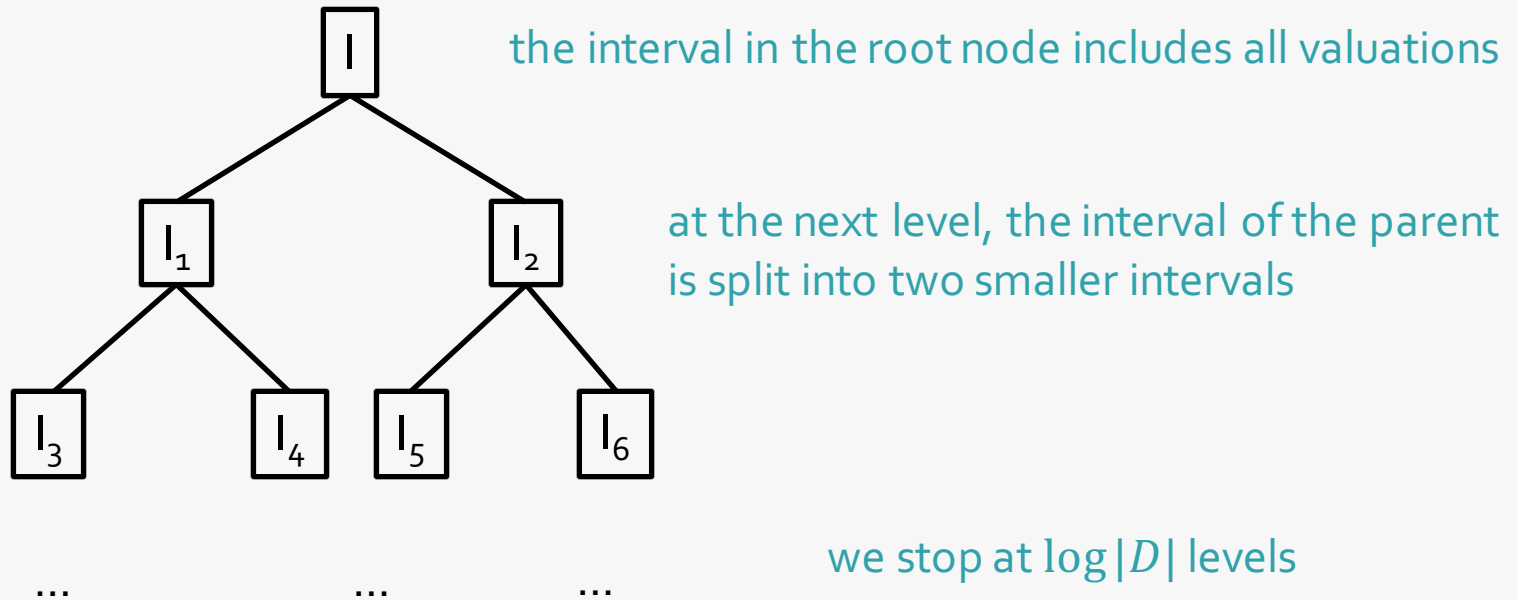 I
the interval in the root node includes all valuations
I₁
I₂
at the next level, the interval of the parent
is split into two smaller intervals
I₃
I₄
I₅
I₆
we stop at log|D| levels
...
...
...